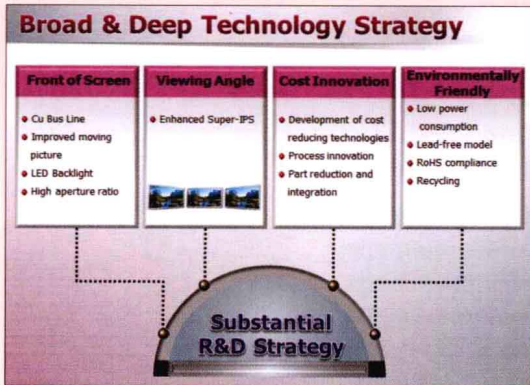 Broad & Deep Technology Strategy
Front of Screen
Cu Bus Line
Improved moving
picture
LED Backlight
High aperture ratio
Viewing Angle
Enhanced Super-IPS
Cost Innovation
Development of cost
reducing technologies
Process innovation
Part reduction and
integration
Environmentally
Friendly
Low power
consumption
Lead-free model
RoHS compliance
Recycling
Substantial
R&D Strategy